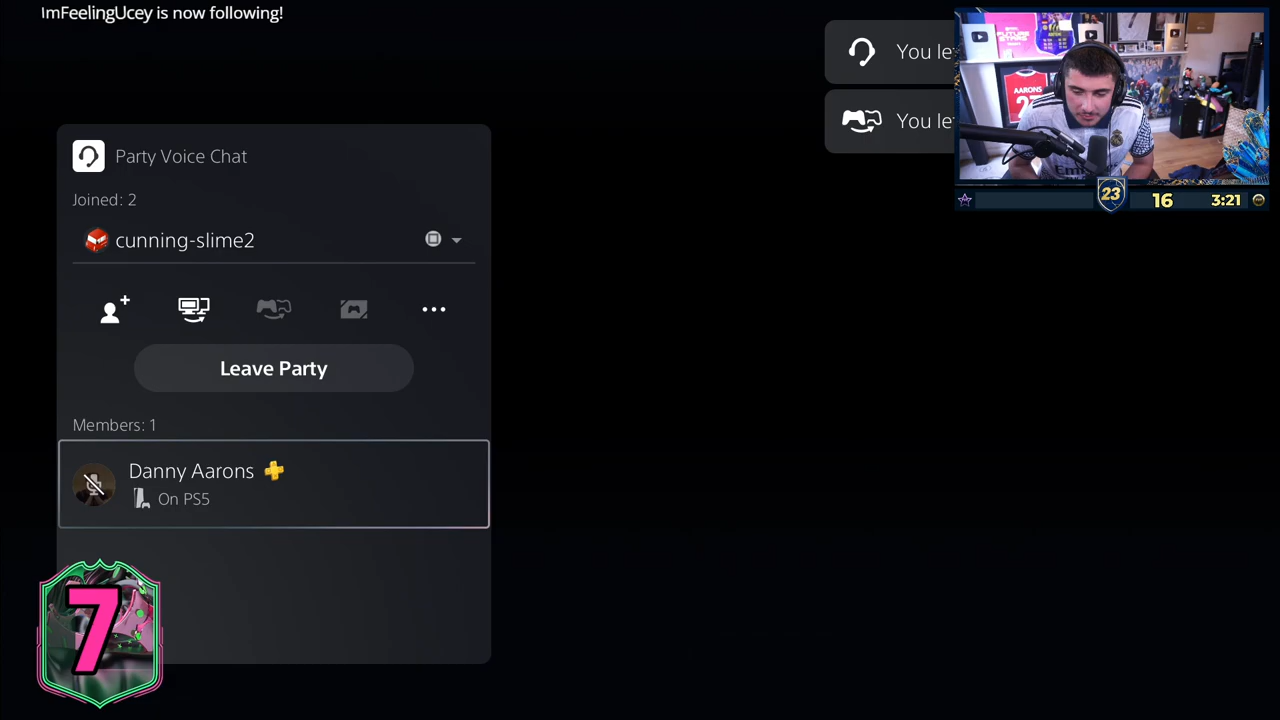 ImFeelingUcey is now following!
You le
You le
Party Voice Chat
Joined: 2
cunning-slime2
Leave Party
Members: 1
Danny Aarons
On PS5
7
AARONS
23
16
3:21